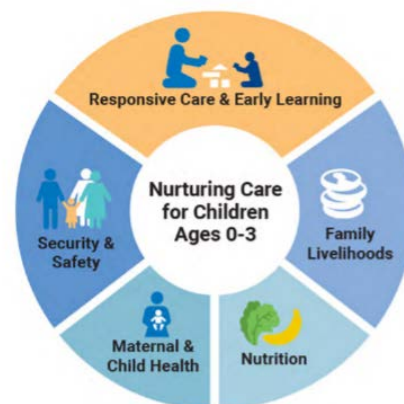 Responsive Care & Early Learning
Nurturing Care
for Children
Ages 0-3
Security &
Safety
Family
Livelihoods
Maternal &
Child Health
Nutrition